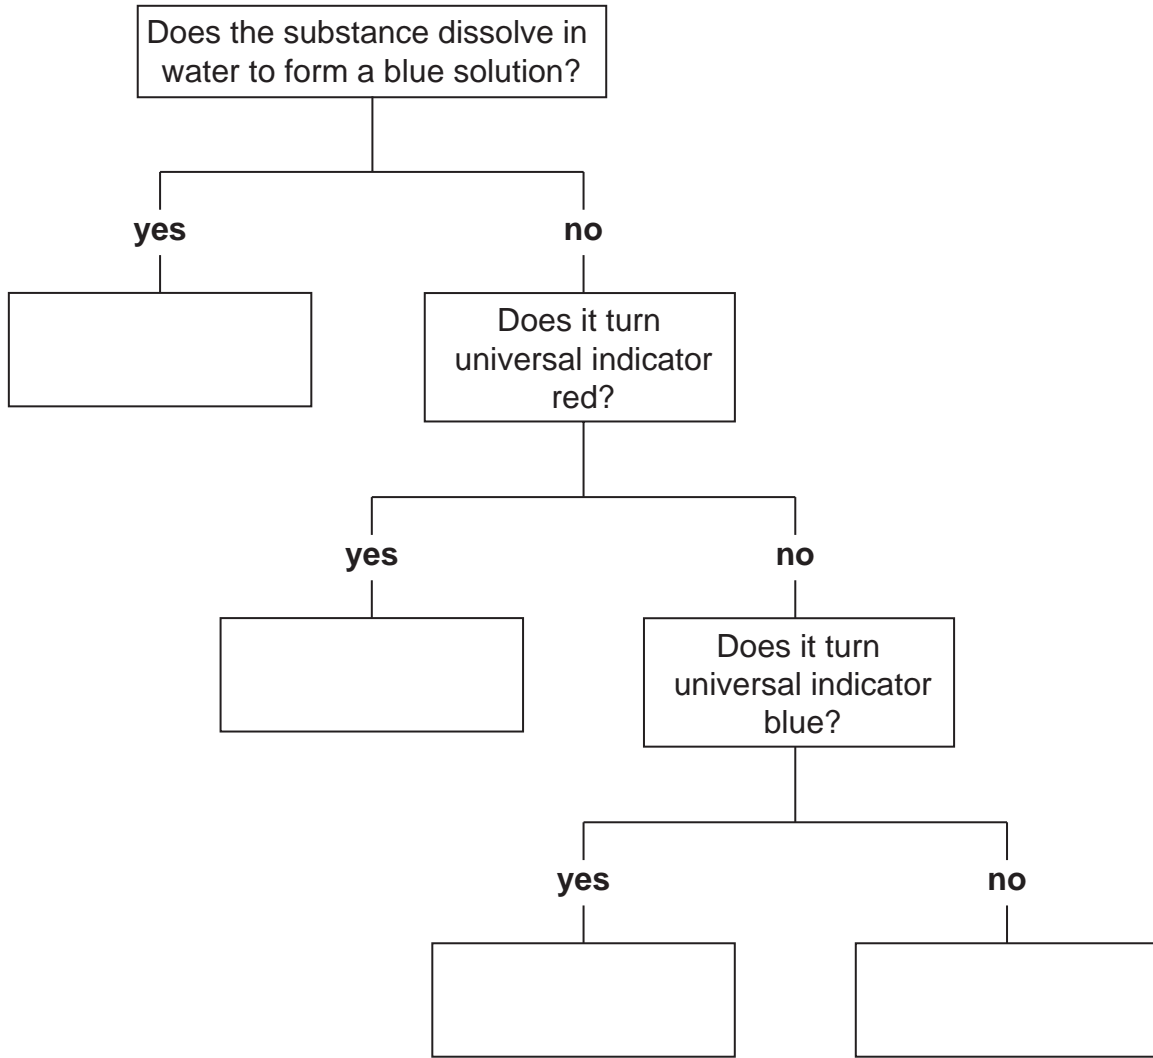 Does the substance dissolve in
water to form a blue solution?
yes
no
Does it turn
universal indicator
red?
yes
no
Does it turn
universal indicator
blue?
yes
no